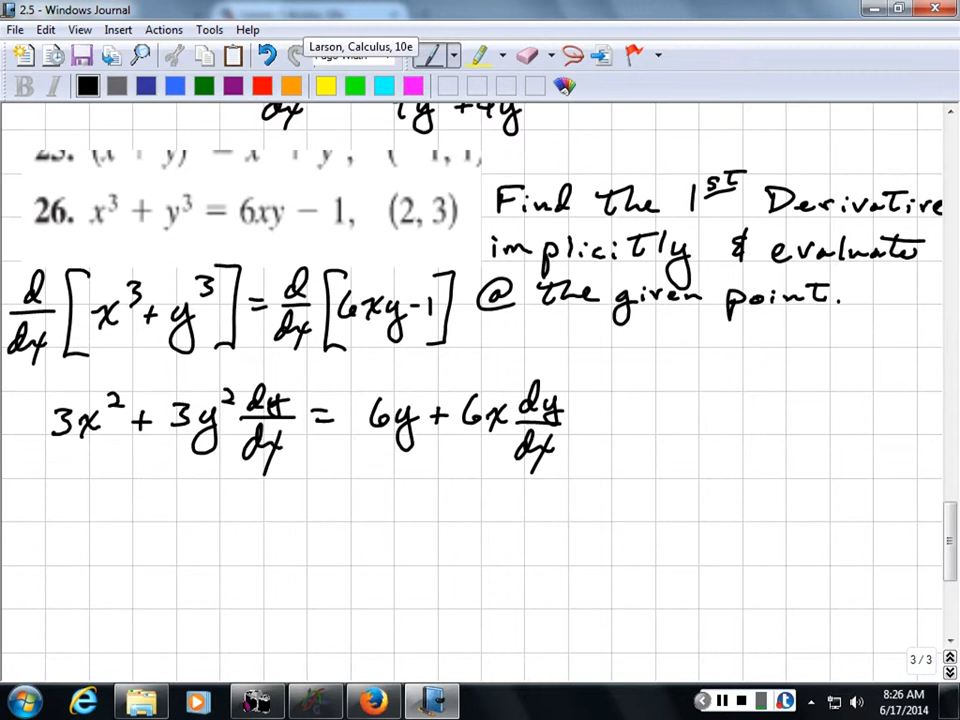 2.5 - Windows Journal
File Edit View Insert Actions Tools Help
Larson, Calculus, 10e
Page Width
B I
26. x³ + y³ = 6xy − 1, (2, 3)
Find the 1ˢᵗ Derivative
implicitly & evaluate
@ the given point.
d/dx [x³ + y³] = d/dx [6xy - 1]
3x² + 3y² dy/dx = 6y + 6x dy/dx
3 / 3
8:26 AM
6/17/2014